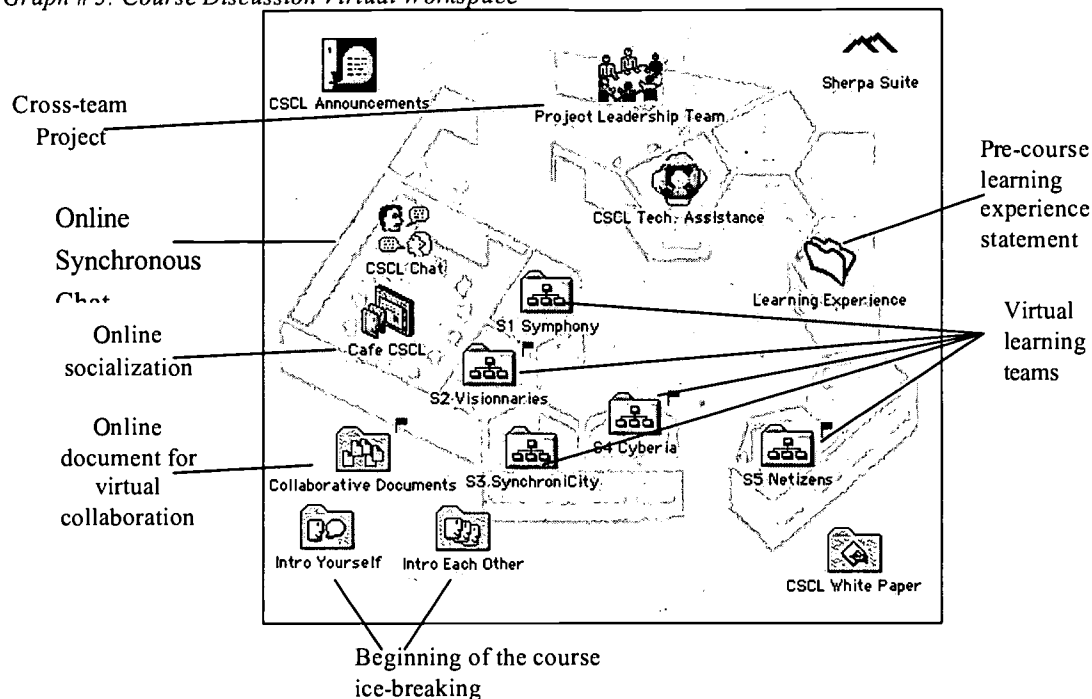 Graph # 3: Course Discussion Virtual Workspace
CSCL Announcements
Project Leadership Team
Sherpa Suite
Cross-team
Project
CSCL Tech. Assistance
Pre-course
learning
experience
statement
Online
Synchronous
Chat
CSCL Chat
Learning Experience
S1 Symphony
Virtual
learning
teams
Online
socialization
Cafe CSCL
S2 Visionnaries
S4 Cyberia
Online
document for
virtual
collaboration
Collaborative Documents
S3 SynchroniCity
S5 Netizens
Intro Yourself
Intro Each Other
CSCL White Paper
Beginning of the course
ice-breaking